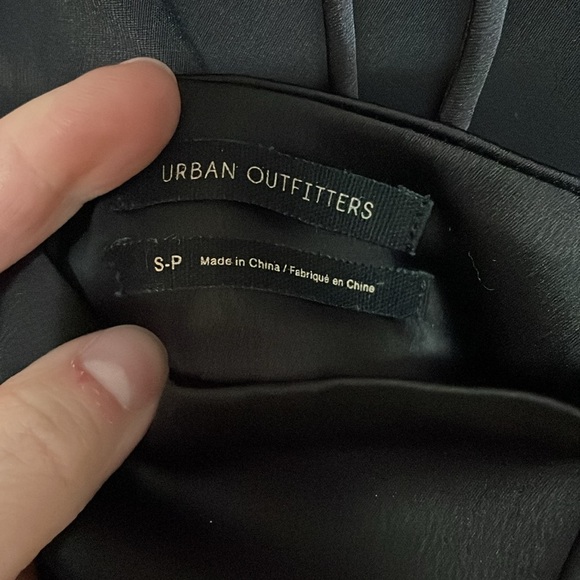 URBAN OUTFITTERS
S-P Made in China / Fabriqué en Chine